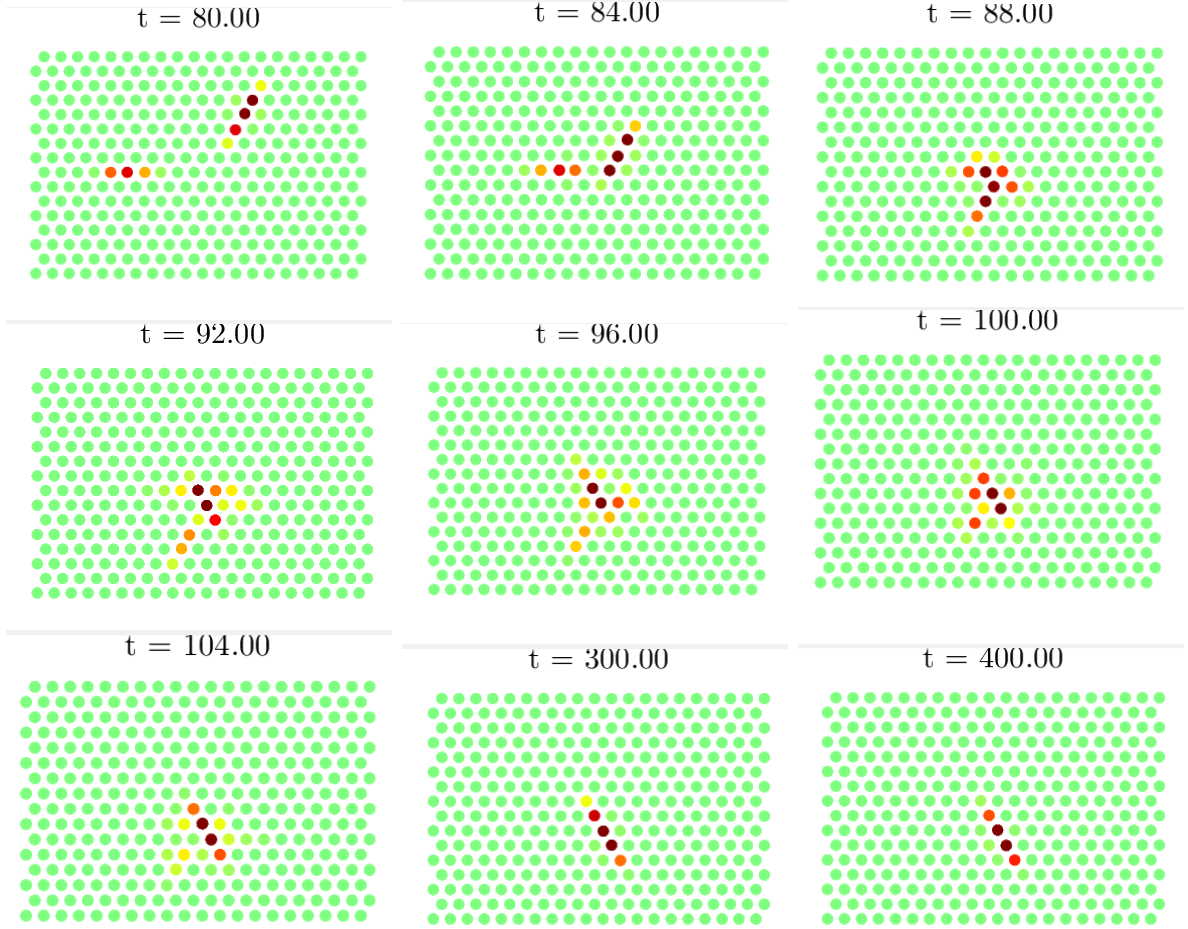 t = 80.00
t = 84.00
t = 88.00
t = 92.00
t = 96.00
t = 100.00
t = 104.00
t = 300.00
t = 400.00